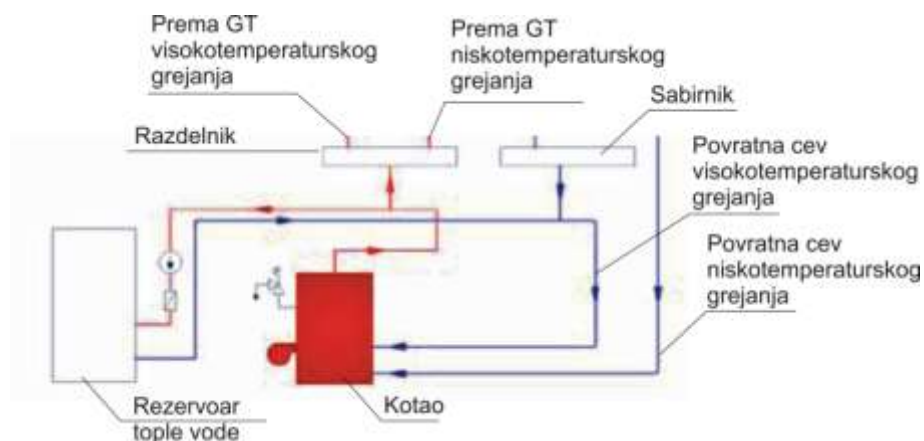 Prema GT
visokotemperaturskog
grejanja
Prema GT
niskotemperaturskog
grejanja
Sabirnik
Razdelnik
Povratna cev
visokotemperaturskog
grejanja
Povratna cev
niskotemperaturskog
grejanja
Rezervoar
tople vode
Kotao